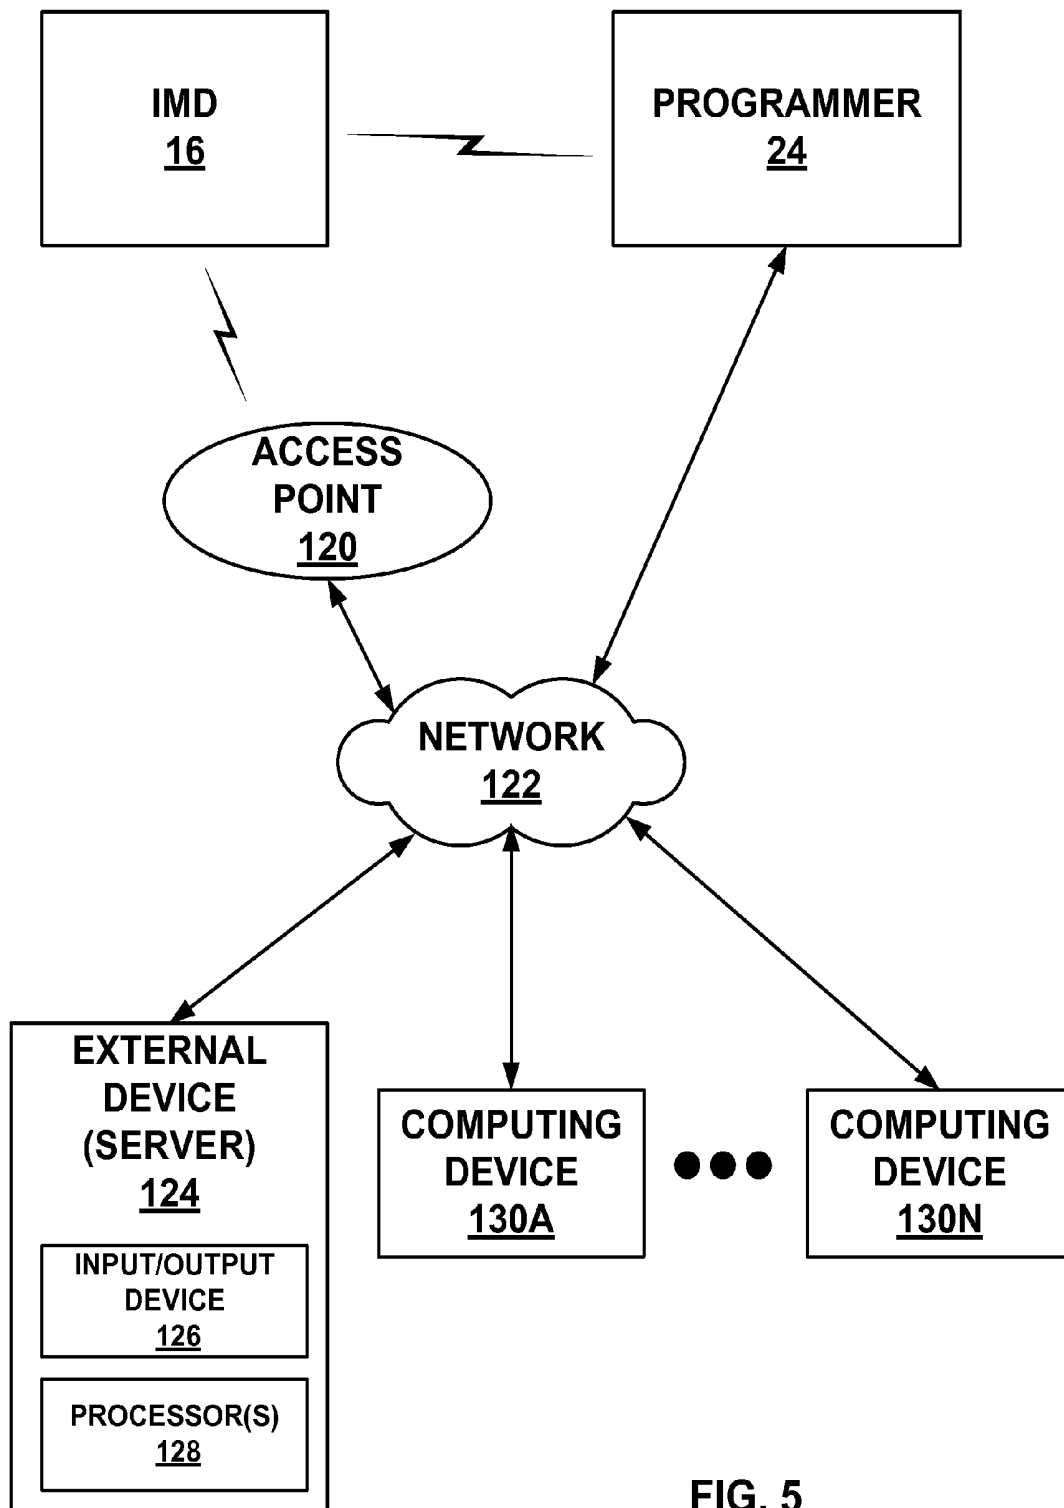 IMD
16
PROGRAMMER
24
ACCESS
POINT
120
NETWORK
122
EXTERNAL
DEVICE
(SERVER)
124
INPUT/OUTPUT
DEVICE
126
PROCESSOR(S)
128
COMPUTING
DEVICE
130A
COMPUTING
DEVICE
130N
FIG. 5